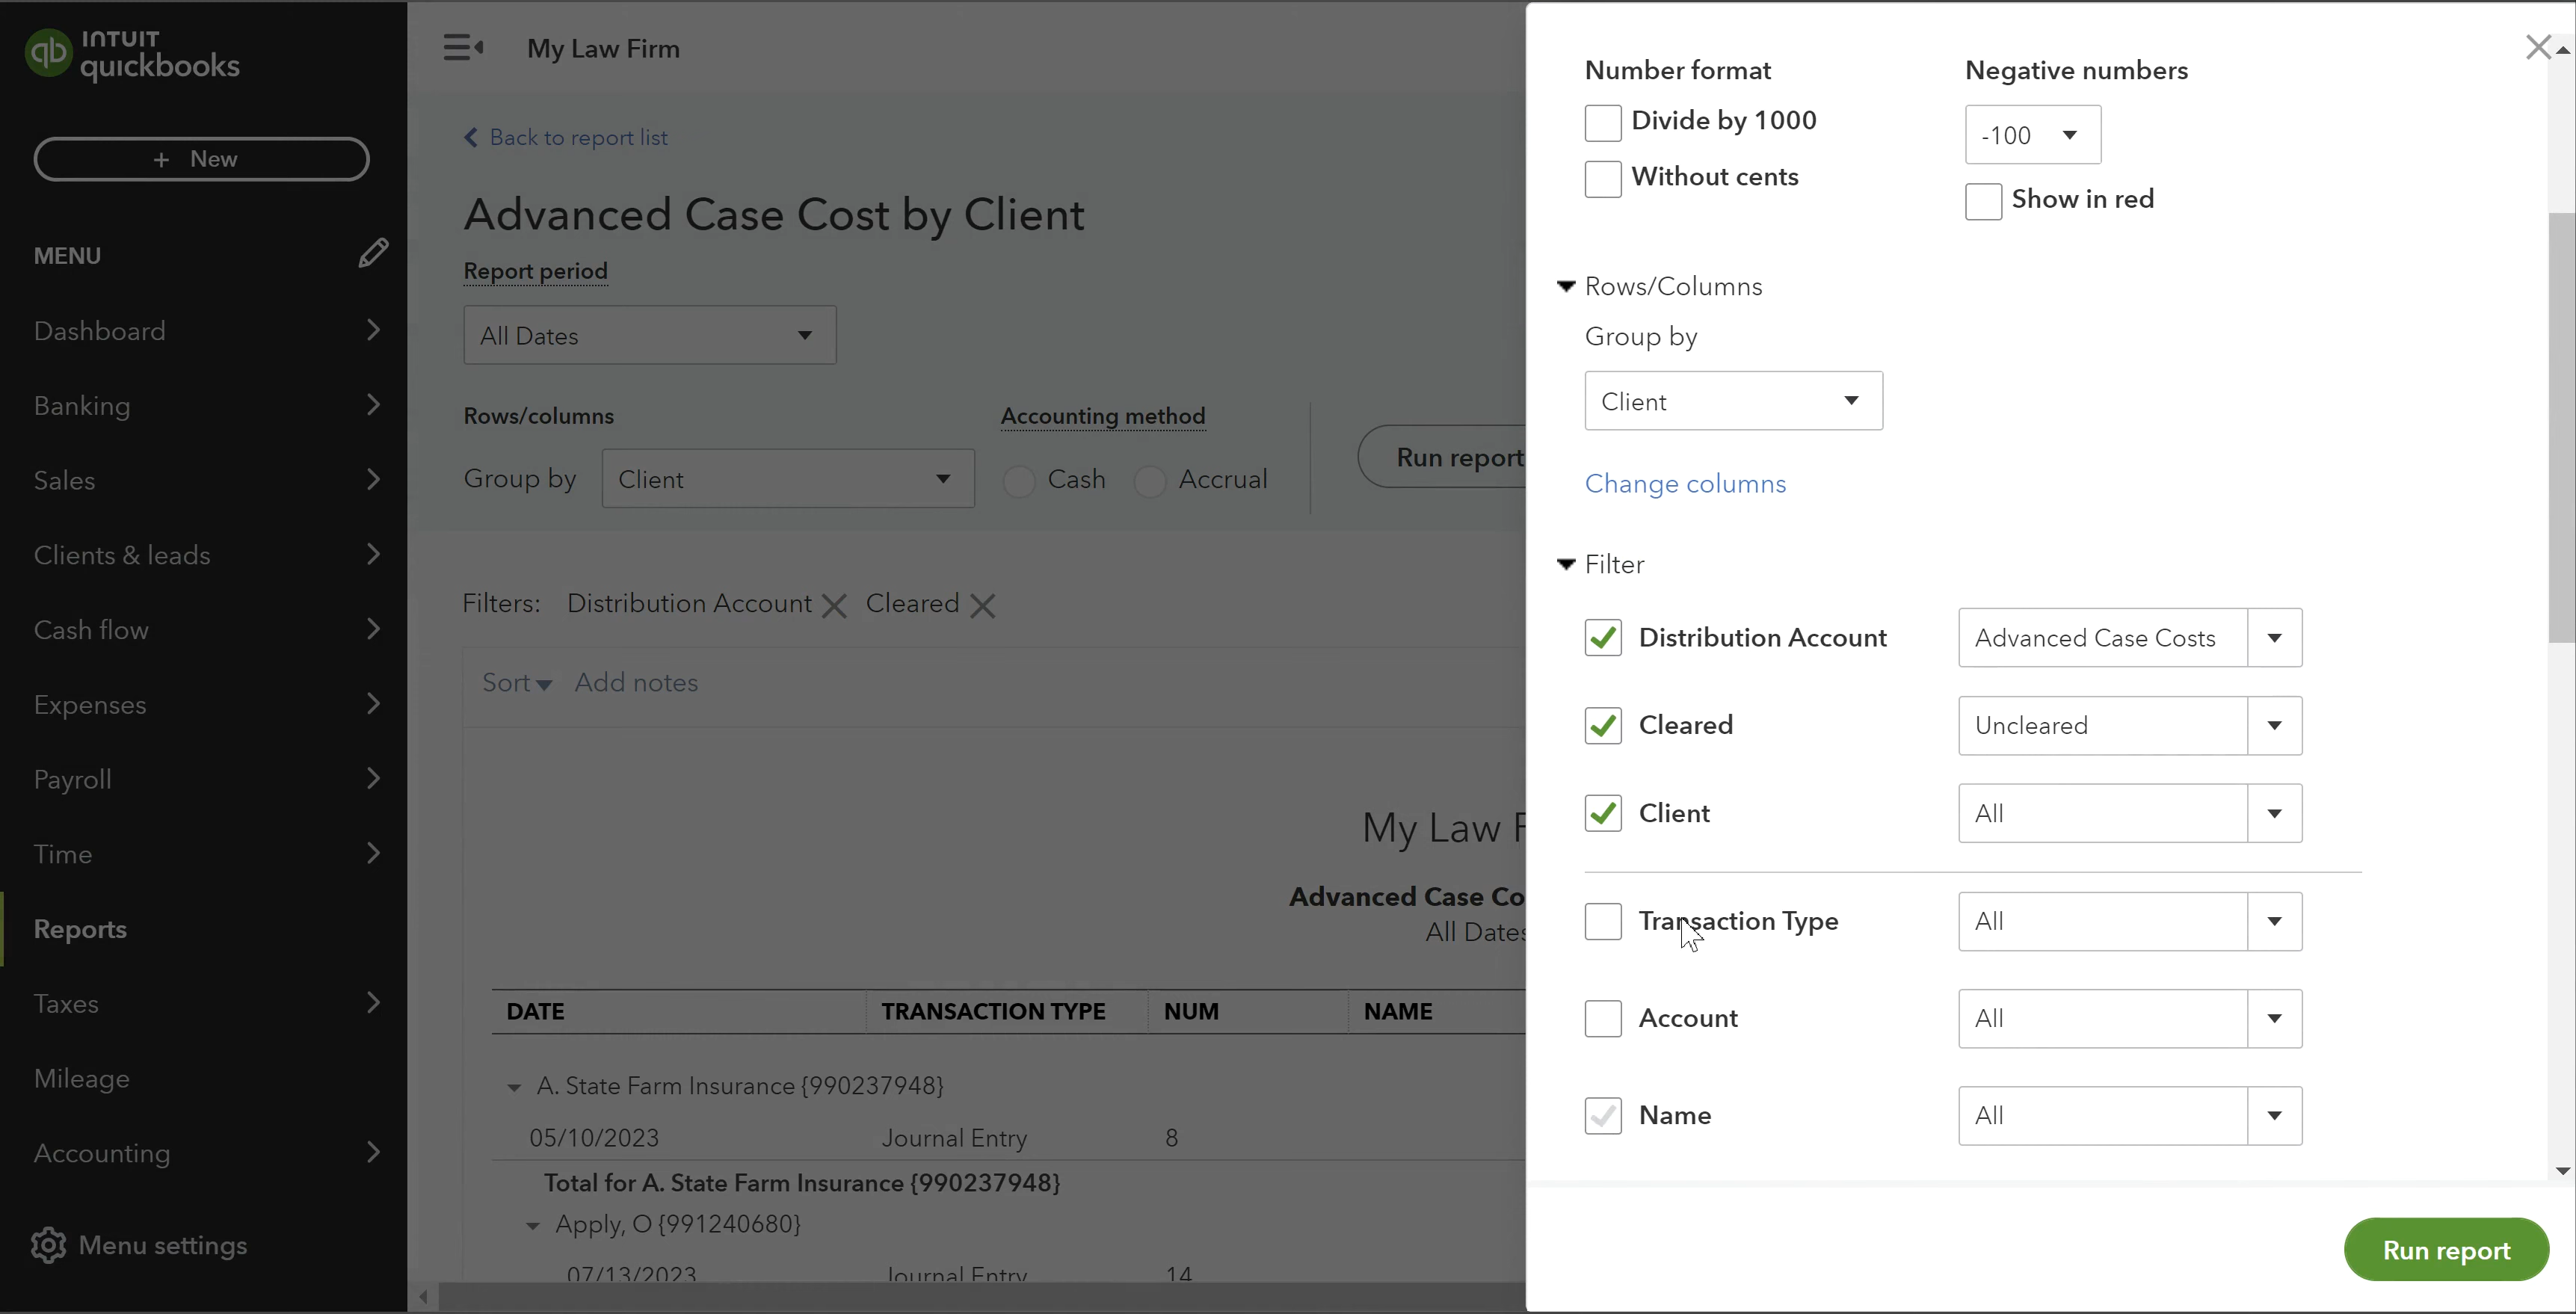 INTUIT
quickbooks
+ New
MENU
Dashboard
Banking
Sales
Clients & leads
Cash flow
Expenses
Payroll
Time
Reports
Taxes
Mileage
Accounting
Menu settings
My Law Firm
Back to report list
Advanced Case Cost by Client
Report period
All Dates
Rows/columns
Accounting method
Group by Client
Cash Accrual
Run report
Filters: Distribution Account Cleared
Sort Add notes
My Law F
Advanced Case Co
All Dates
DATE TRANSACTION TYPE NUM NAME
A. State Farm Insurance {990237948}
05/10/2023 Journal Entry 8
Total for A. State Farm Insurance {990237948}
Apply, O {991240680}
07/13/2023 Journal Entry 14
Number format
Negative numbers
Divide by 1000
-100
Without cents
Show in red
Rows/Columns
Group by
Client
Change columns
Filter
Distribution Account Advanced Case Costs
Cleared Uncleared
Client All
Transaction Type All
Account All
Name All
Run report